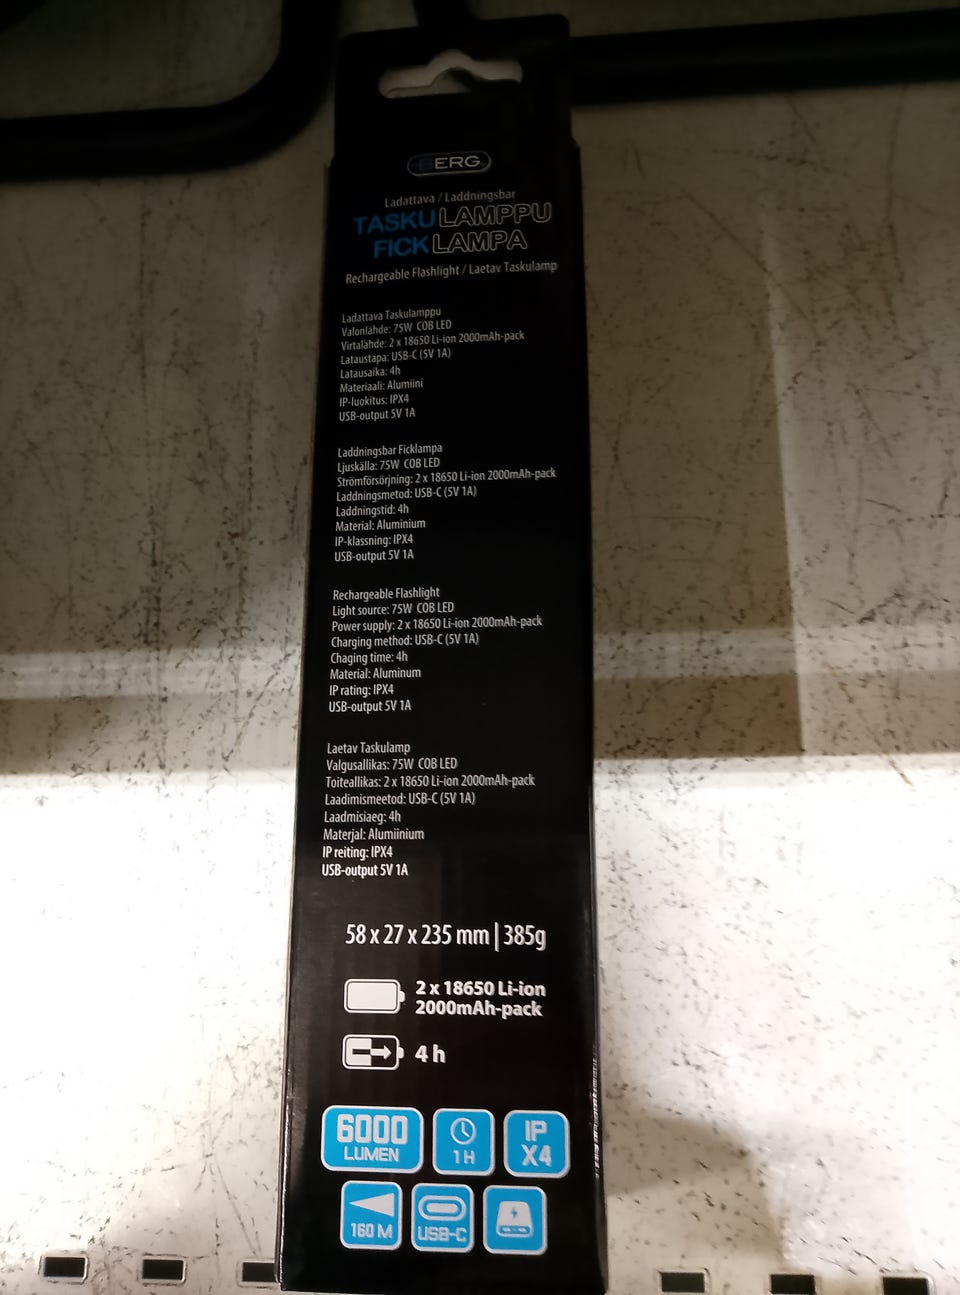 BERG
Ladattava / Laddningsbar
TASKULAMPPU
FICKLAMPA
Rechargeable Flashlight / Laetav Taskulamp
Ladattava Taskulamppu
Valonlähde: 75W COB LED
Virtalähde: 2 x 18650 Li-ion 2000mAh-pack
Lataustapa: USB-C (5V 1A)
Latausaika: 4h
Materiaali: Alumiini
IP-luokitus: IPX4
USB-output 5V 1A
Laddningsbar Ficklampa
Ljuskälla: 75W COB LED
Strömförsörjning: 2 x 18650 Li-ion 2000mAh-pack
Laddningsmetod: USB-C (5V 1A)
Laddningstid: 4h
Material: Aluminium
IP-klassning: IPX4
USB-output 5V 1A
Rechargeable Flashlight
Light source: 75W COB LED
Power supply: 2 x 18650 Li-ion 2000mAh-pack
Charging method: USB-C (5V 1A)
Chaging time: 4h
Material: Aluminum
IP rating: IPX4
USB-output 5V 1A
Laetav Taskulamp
Valgusallikas: 75W COB LED
Toiteallikas: 2 x 18650 Li-ion 2000mAh-pack
Laadimismeetod: USB-C (5V 1A)
Laadmisiaeg: 4h
Materjal: Alumiinium
IP reiting: IPX4
USB-output 5V 1A
58 x 27 x 235 mm | 385g
2 x 18650 Li-ion
2000mAh-pack
4 h
6000
LUMEN
1 H
IP
X4
160 M
USB-C